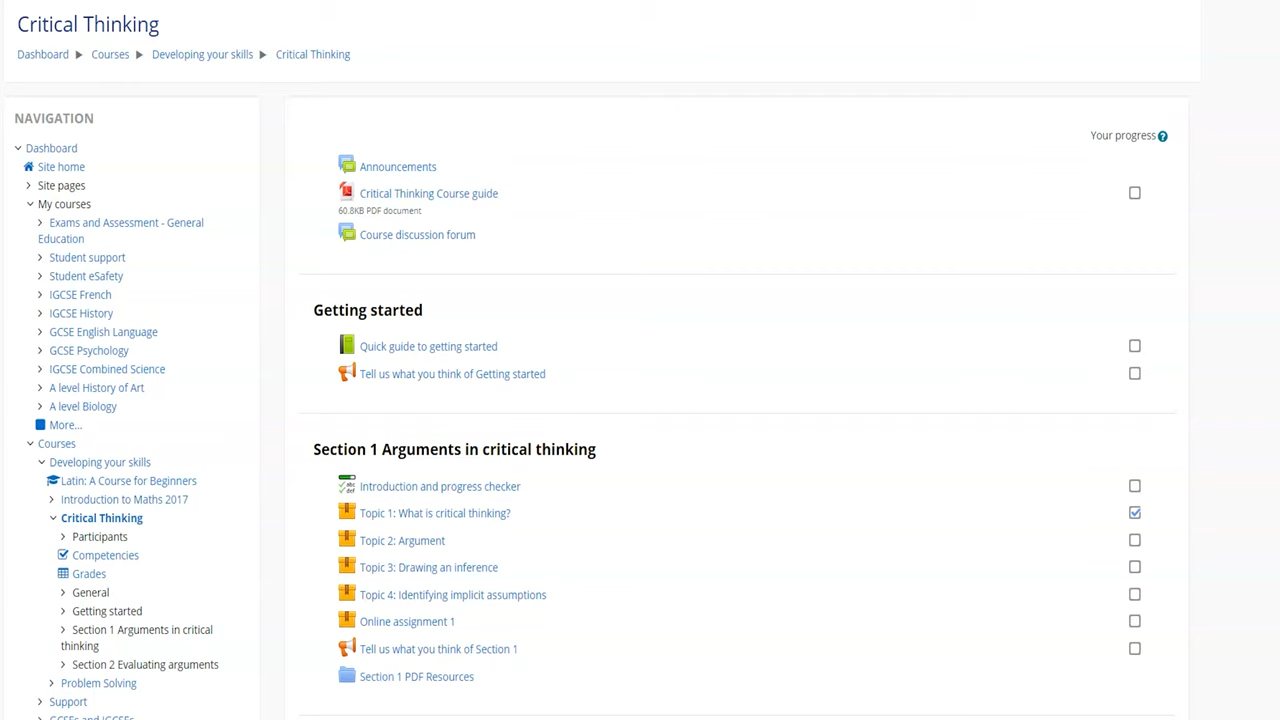 Critical Thinking
Dashboard ▶ Courses ▶ Developing your skills ▶ Critical Thinking
NAVIGATION
Dashboard
Site home
Site pages
My courses
Exams and Assessment - General
Education
Student support
Student eSafety
IGCSE French
IGCSE History
GCSE English Language
GCSE Psychology
IGCSE Combined Science
A level History of Art
A level Biology
More...
Courses
Developing your skills
Latin: A Course for Beginners
Introduction to Maths 2017
Critical Thinking
Participants
Competencies
Grades
General
Getting started
Section 1 Arguments in critical
thinking
Section 2 Evaluating arguments
Problem Solving
Support
GCSEs and IGCSEs
Your progress
Announcements
Critical Thinking Course guide
60.8KB PDF document
Course discussion forum
Getting started
Quick guide to getting started
Tell us what you think of Getting started
Section 1 Arguments in critical thinking
Introduction and progress checker
Topic 1: What is critical thinking?
Topic 2: Argument
Topic 3: Drawing an inference
Topic 4: Identifying implicit assumptions
Online assignment 1
Tell us what you think of Section 1
Section 1 PDF Resources